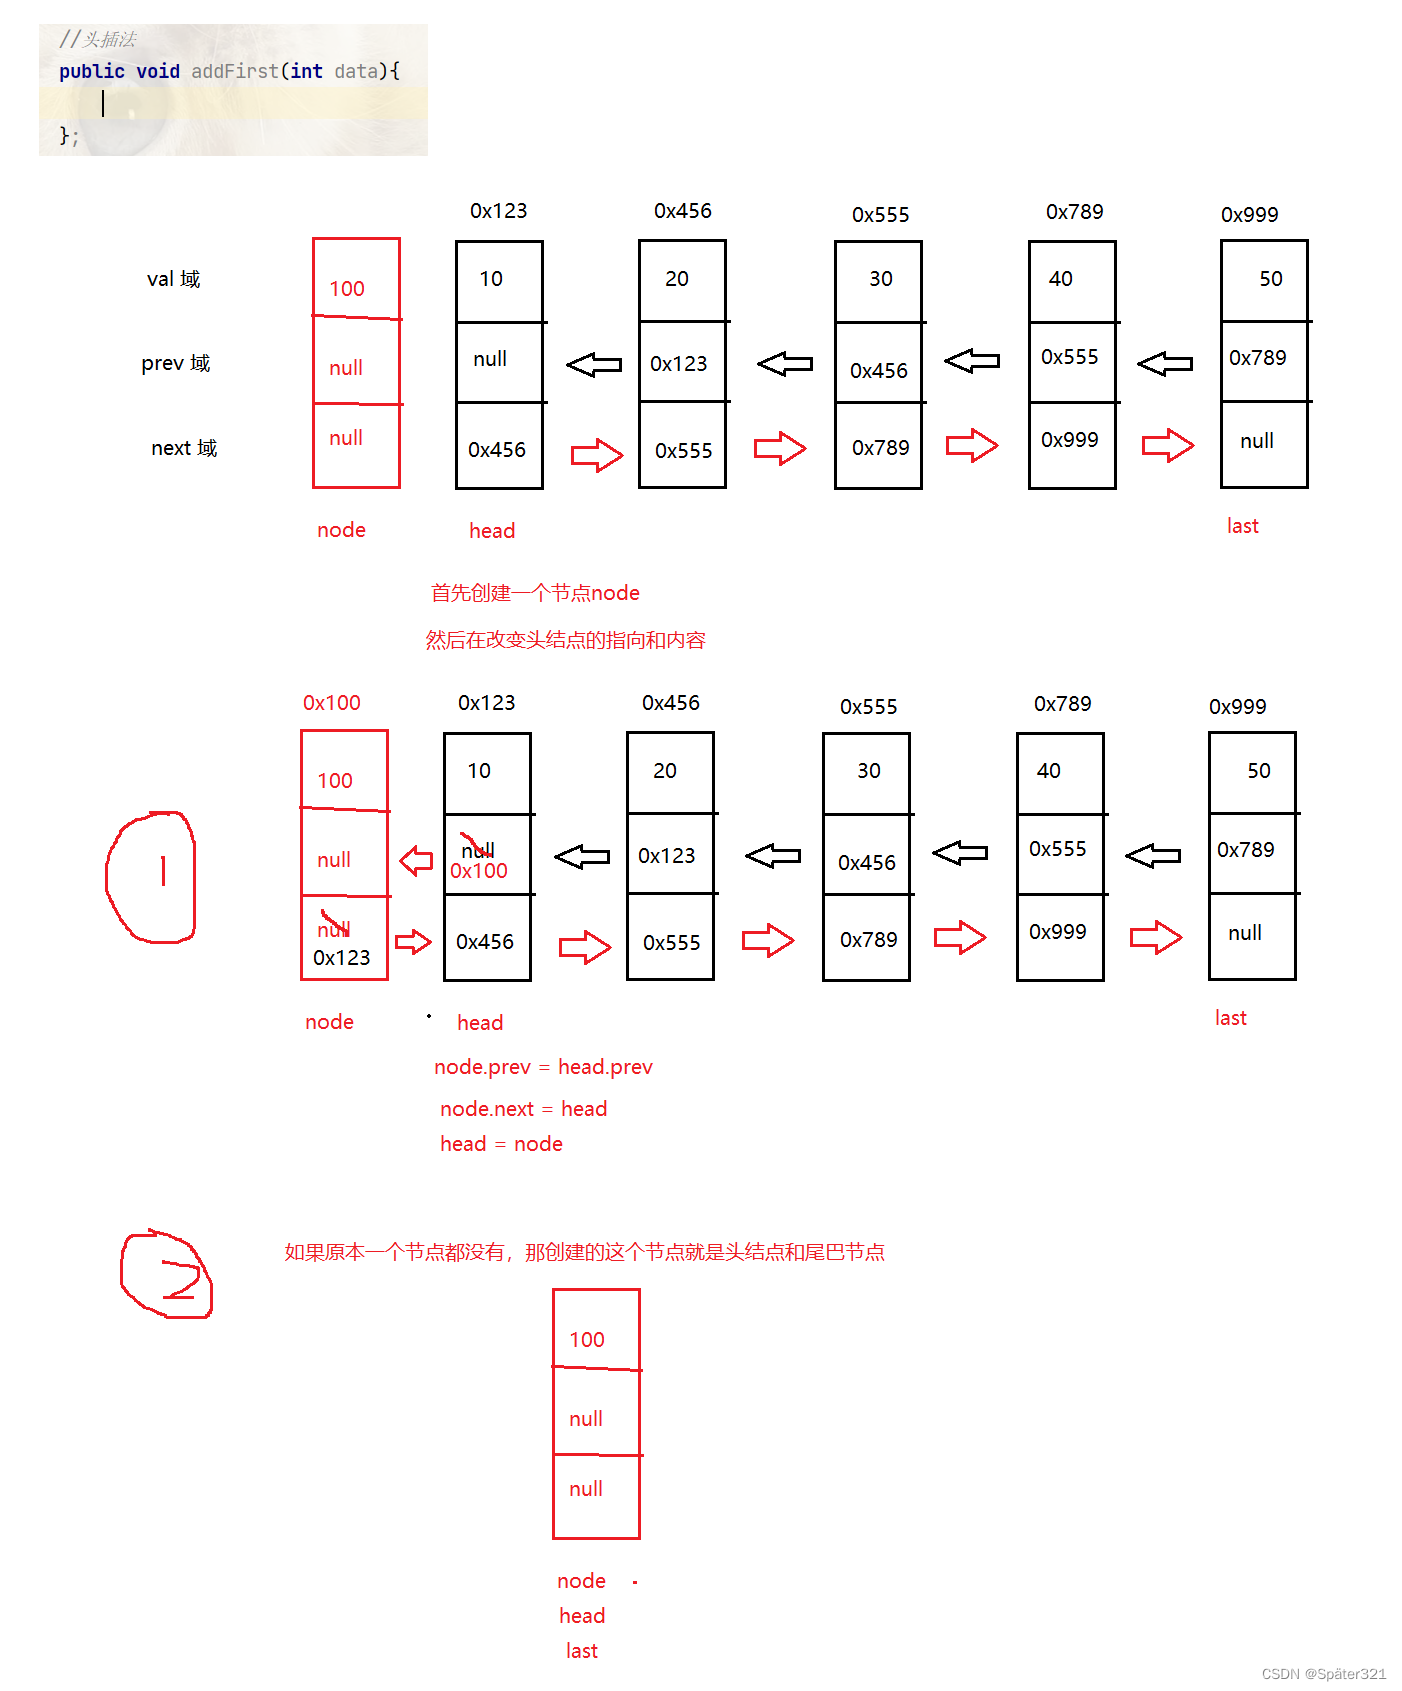 //头插法
public void addFirst(int data){
};
0x123 0x456 0x555 0x789 0x999
val 域 100 10 20 30 40 50
prev 域 null null 0x123 0x456 0x555 0x789
next 域 null 0x456 0x555 0x789 0x999 null
node head last
首先创建一个节点node
然后在改变头结点的指向和内容
0x100 0x123 0x456 0x555 0x789 0x999
100 10 20 30 40 50
1
null null 0x123 0x456 0x555 0x789
0x100
null 0x456 0x555 0x789 0x999 null
0x123
node head last
node.prev = head.prev
node.next = head
head = node
2
如果原本一个节点都没有，那创建的这个节点就是头结点和尾巴节点
100
null
null
node
head
last
CSDN @Später321